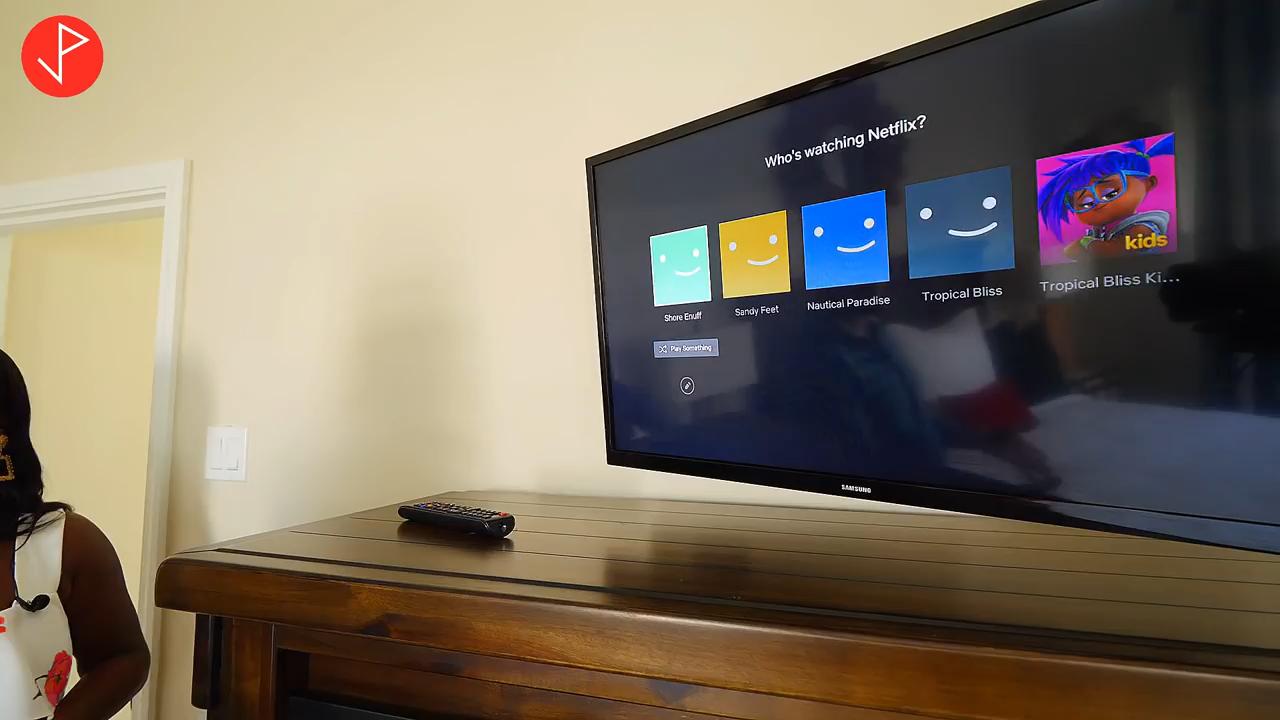 Who's watching Netflix?
kids
Shore Enuff
Sandy Feet
Nautical Paradise
Tropical Bliss
Tropical Bliss Ki...
Play Something
SAMSUNG